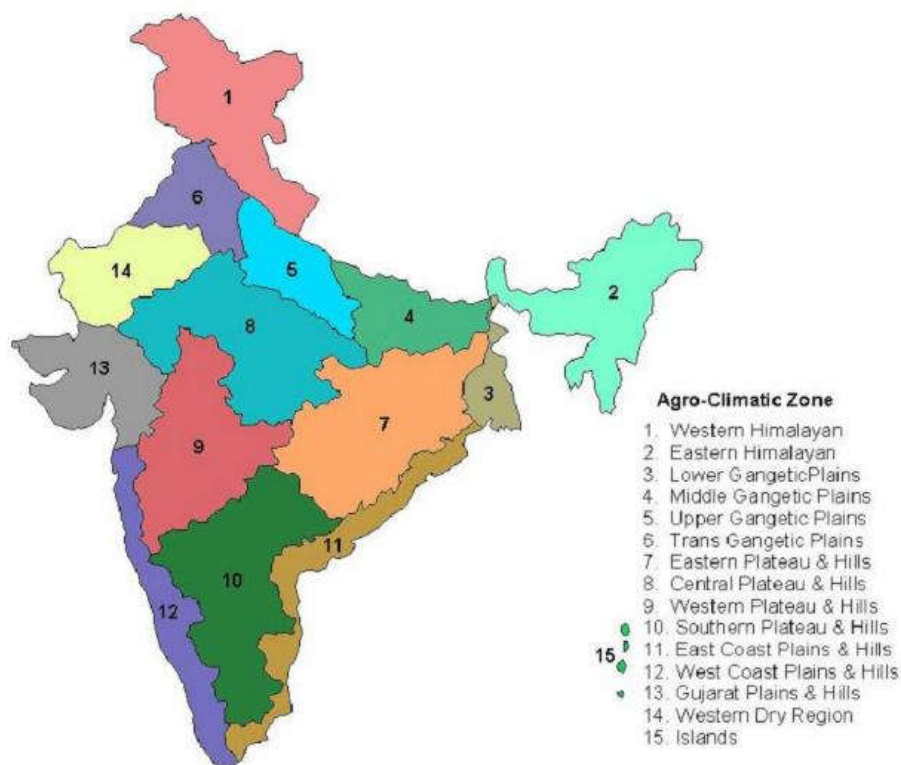 1
6
14
5
2
4
8
13
3
7
9
11
10
12
15
Agro-Climatic Zone
1. Western Himalayan
2. Eastern Himalayan
3. Lower GangeticPlains
4. Middle Gangetic Plains
5. Upper Gangetic Plains
6. Trans Gangetic Plains
7. Eastern Plateau & Hills
8. Central Plateau & Hills
9. Western Plateau & Hills
10. Southern Plateau & Hills
11. East Coast Plains & Hills
12. West Coast Plains & Hills
13. Gujarat Plains & Hills
14. Western Dry Region
15. Islands